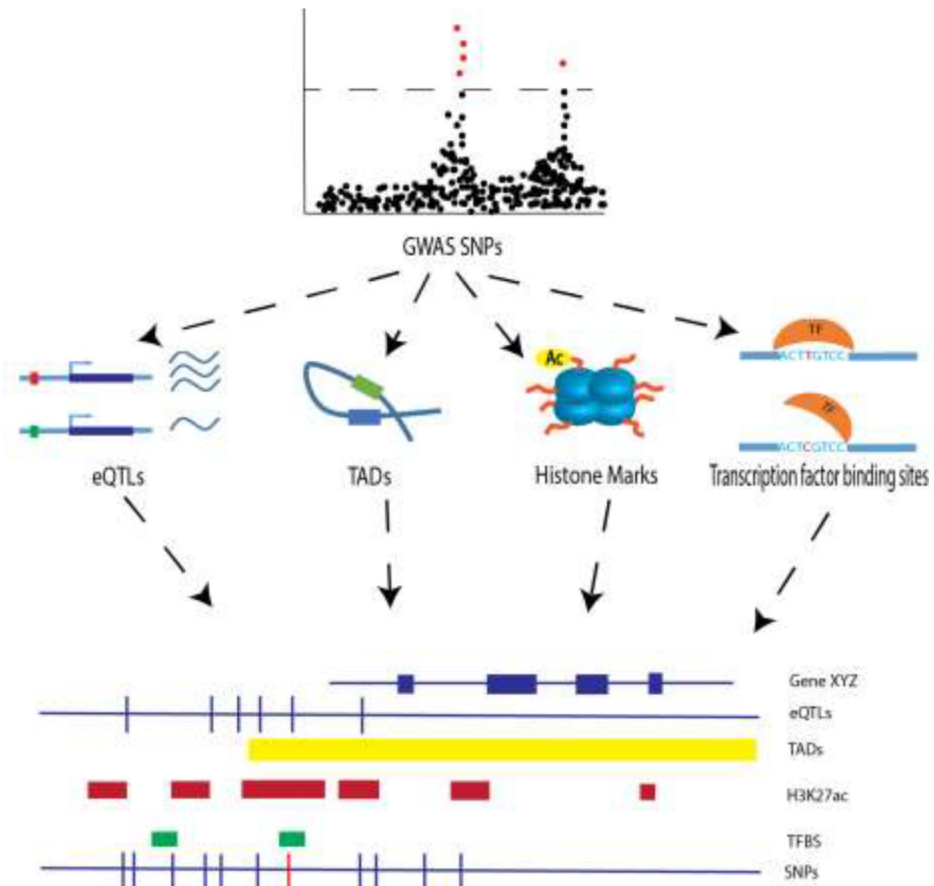 GWAS SNPs
Ac
TF
ACTTGTCC
TF
ACTCGTCC
eQTLs
TADs
Histone Marks
Transcription factor binding sites
Gene XYZ
eQTLs
TADs
H3K27ac
TFBS
SNPs